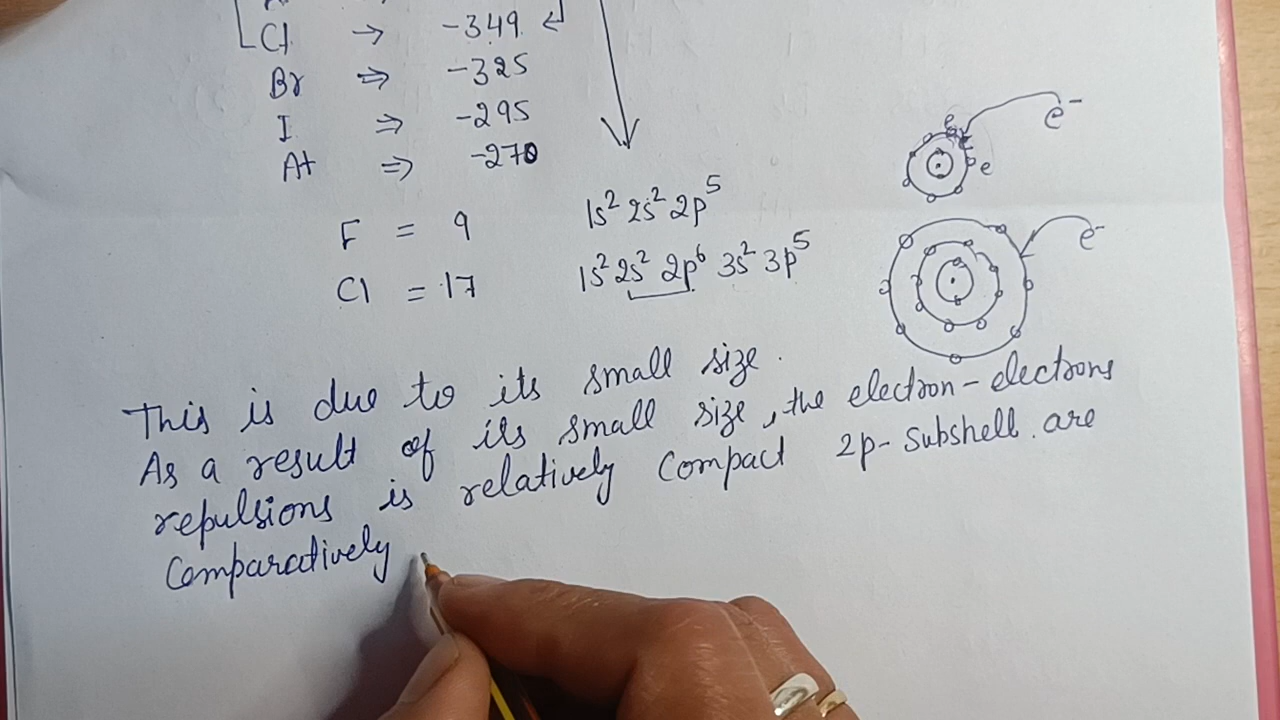 Cl → -349 ↵
Br ⇒ -325
I ⇒ -295
At ⇒ -270
F = 9 1s² 2s² 2p⁵
Cl = 17 1s² 2s² 2p⁶ 3s² 3p⁵
e e⁻
e
e⁻
This is due to its small size.
As a result of its small size, the electron-electrons
repulsions is relatively compact 2p-subshell. are
comparatively